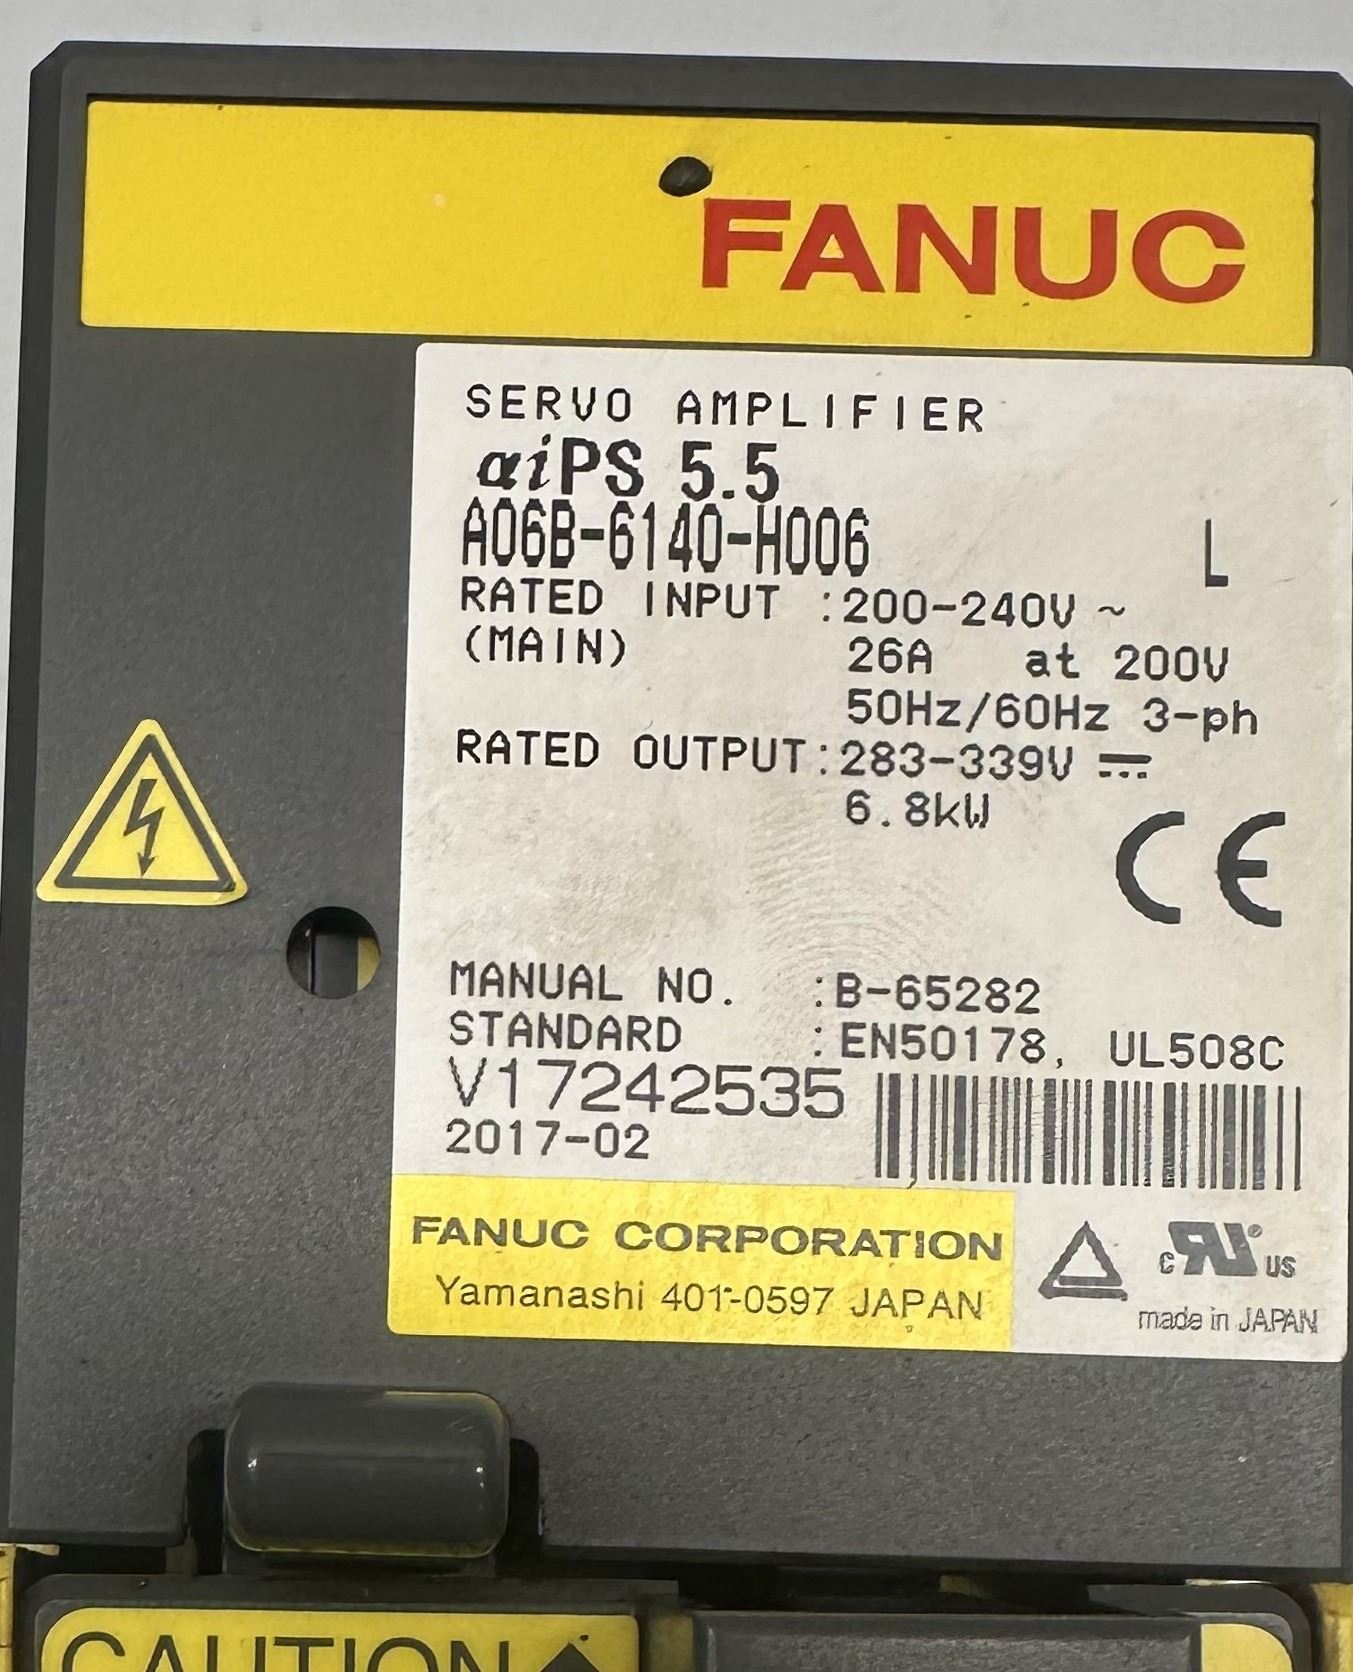 FANUC
SERVO AMPLIFIER
αiPS 5.5
A06B-6140-H006 L
RATED INPUT :200-240V ~
(MAIN) 26A at 200V
50Hz/60Hz 3-ph
RATED OUTPUT:283-339V ⎓
6.8kW
CE
MANUAL NO. :B-65282
STANDARD :EN50178, UL508C
V17242535
2017-02
FANUC CORPORATION
Yamanashi 401-0597 JAPAN
c RU ® US
made in JAPAN
CAUTION